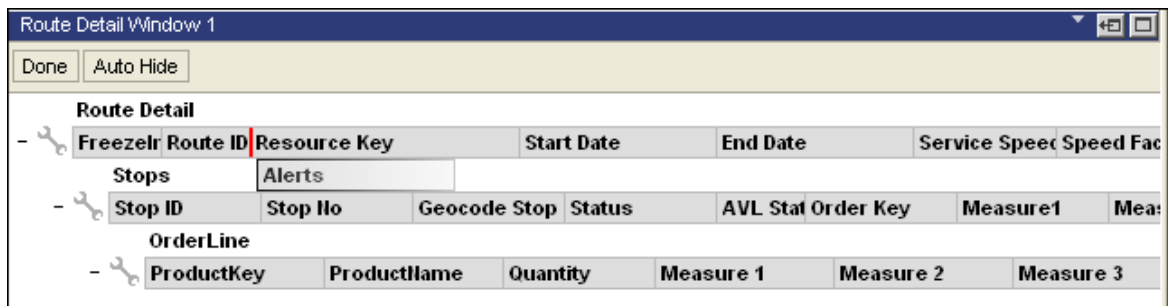 Route Detail Window 1
Done Auto Hide
Route Detail
FreezeIr Route ID Resource Key Start Date End Date Service Speed Speed Fac
Stops Alerts
Stop ID Stop No Geocode Stop Status AVL Stat Order Key Measure1 Meas
OrderLine
ProductKey ProductName Quantity Measure 1 Measure 2 Measure 3